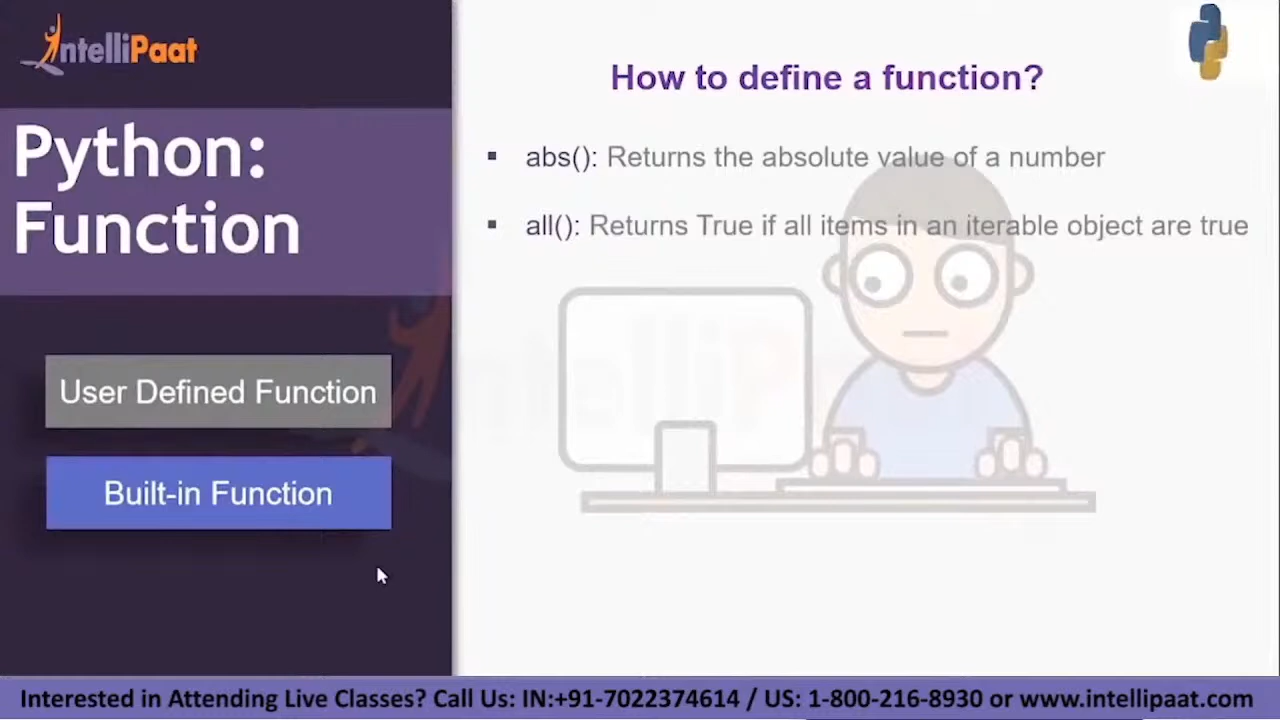 IntelliPaat
Python:
Function
User Defined Function
Built-in Function
How to define a function?
▪ abs(): Returns the absolute value of a number
▪ all(): Returns True if all items in an iterable object are true
IntelliPaat
Interested in Attending Live Classes? Call Us: IN:+91-7022374614 / US: 1-800-216-8930 or www.intellipaat.com